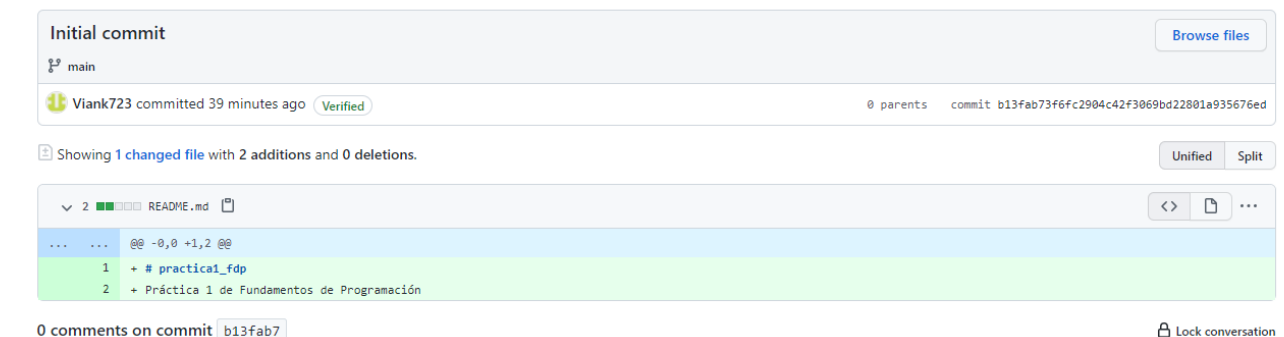 Initial commit
Browse files
main
Viank723 committed 39 minutes ago Verified
0 parents commit b13fab73f6fc2904c42f3069bd22801a935676ed
Showing 1 changed file with 2 additions and 0 deletions.
Unified Split
2 README.md
... ... @@ -0,0 +1,2 @@
1 + # practica1_fdp
2 + Práctica 1 de Fundamentos de Programación
0 comments on commit b13fab7
Lock conversation